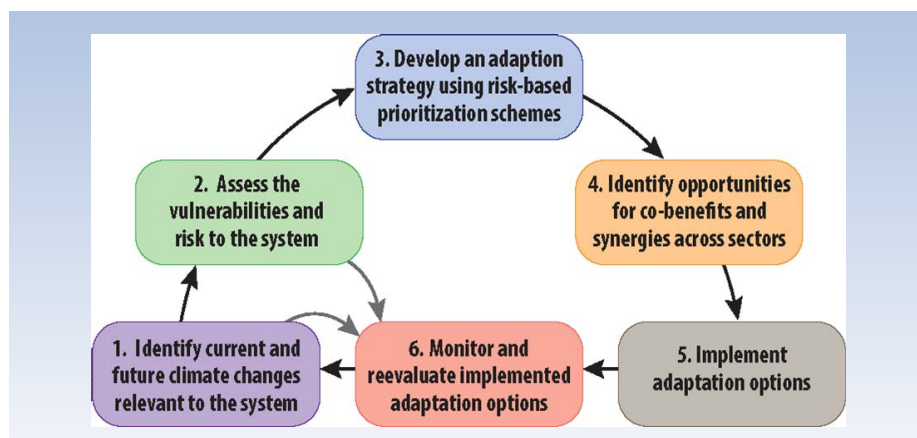 3. Develop an adaption
strategy using risk-based
prioritization schemes
2. Assess the
vulnerabilities and
risk to the system
4. Identify opportunities
for co-benefits and
synergies across sectors
1. Identify current and
future climate changes
relevant to the system
6. Monitor and
reevaluate implemented
adaptation options
5. Implement
adaptation options